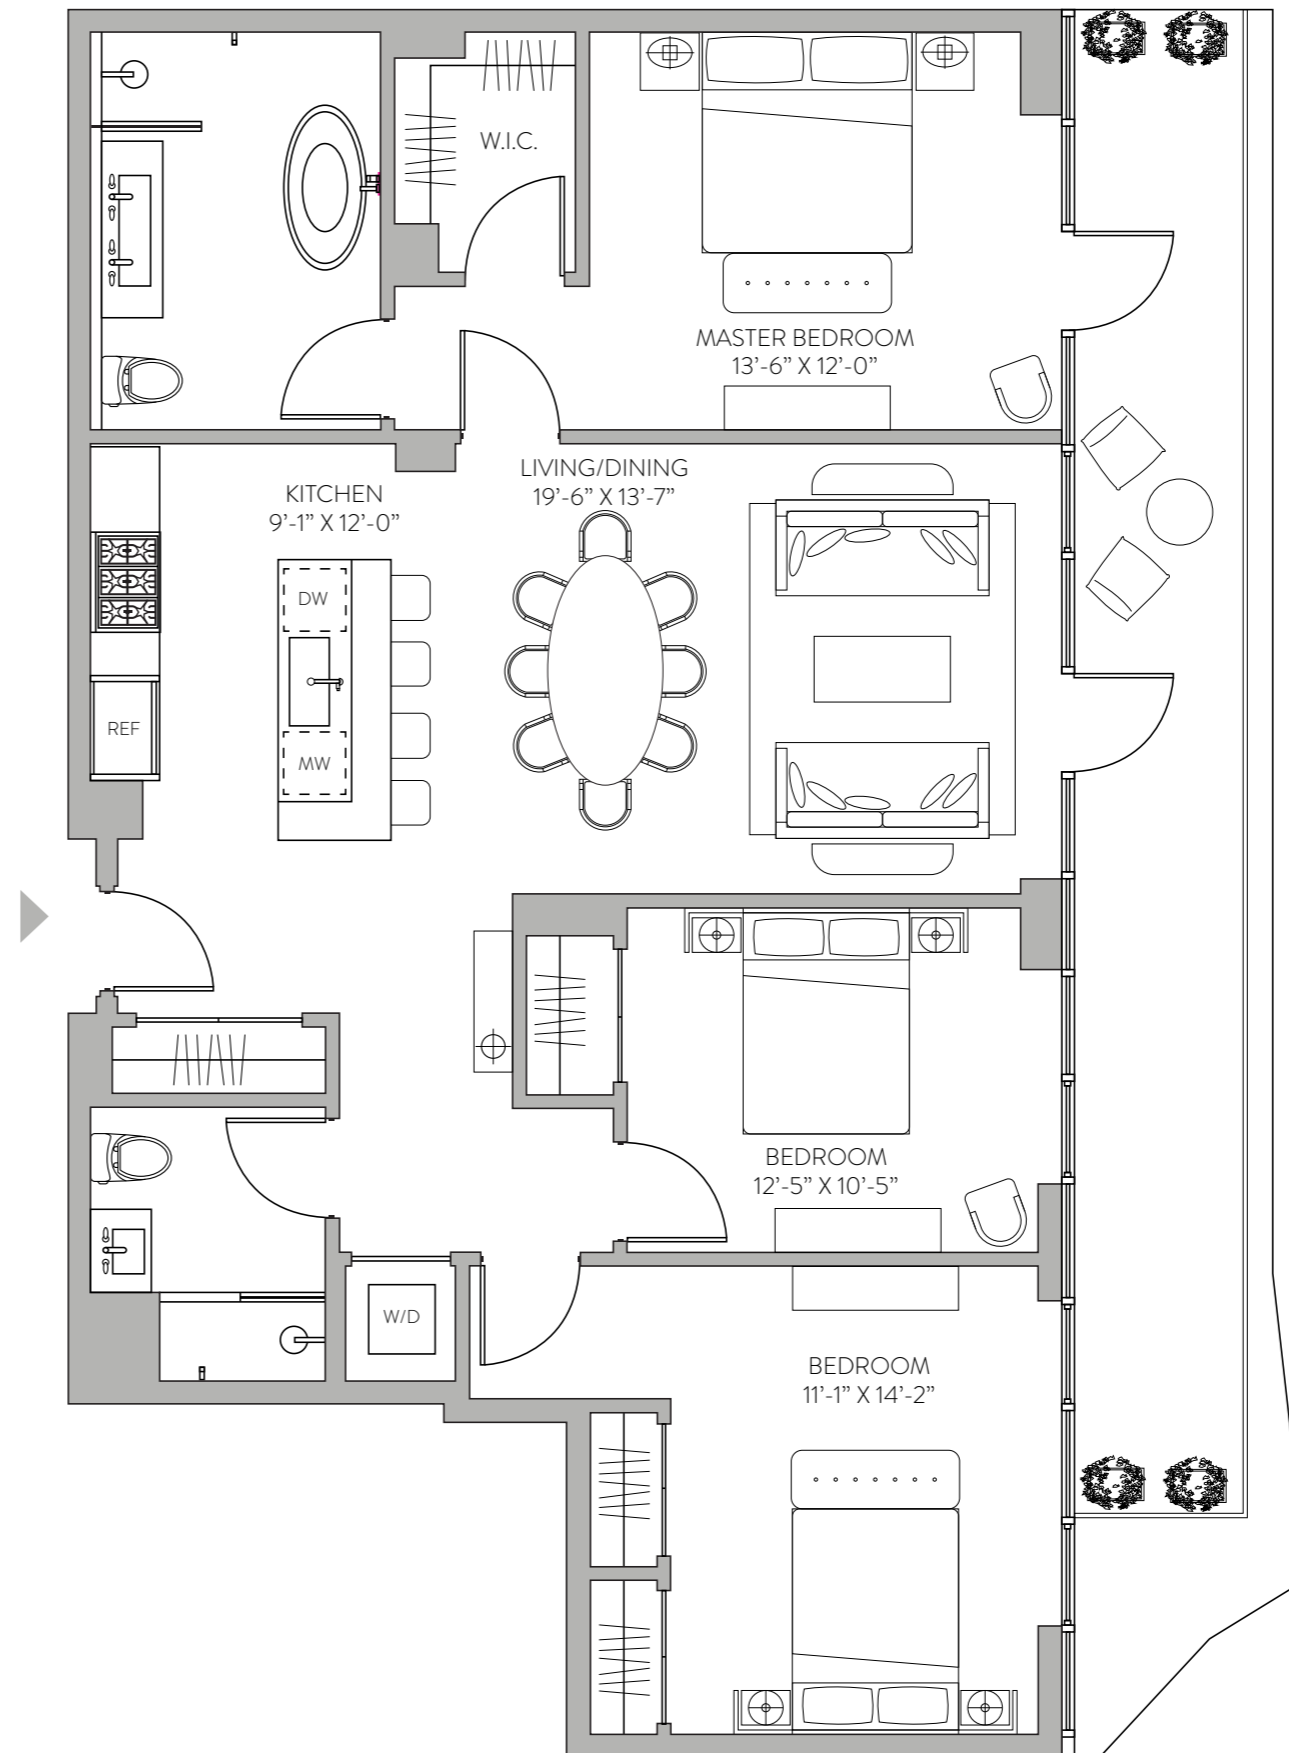 W.I.C.
MASTER BEDROOM
13'-6” X 12'-0”
KITCHEN
9'-1” X 12'-0”
LIVING/DINING
19'-6” X 13'-7”
DW
REF
MW
BEDROOM
12'-5” X 10'-5”
W/D
BEDROOM
11'-1” X 14'-2”